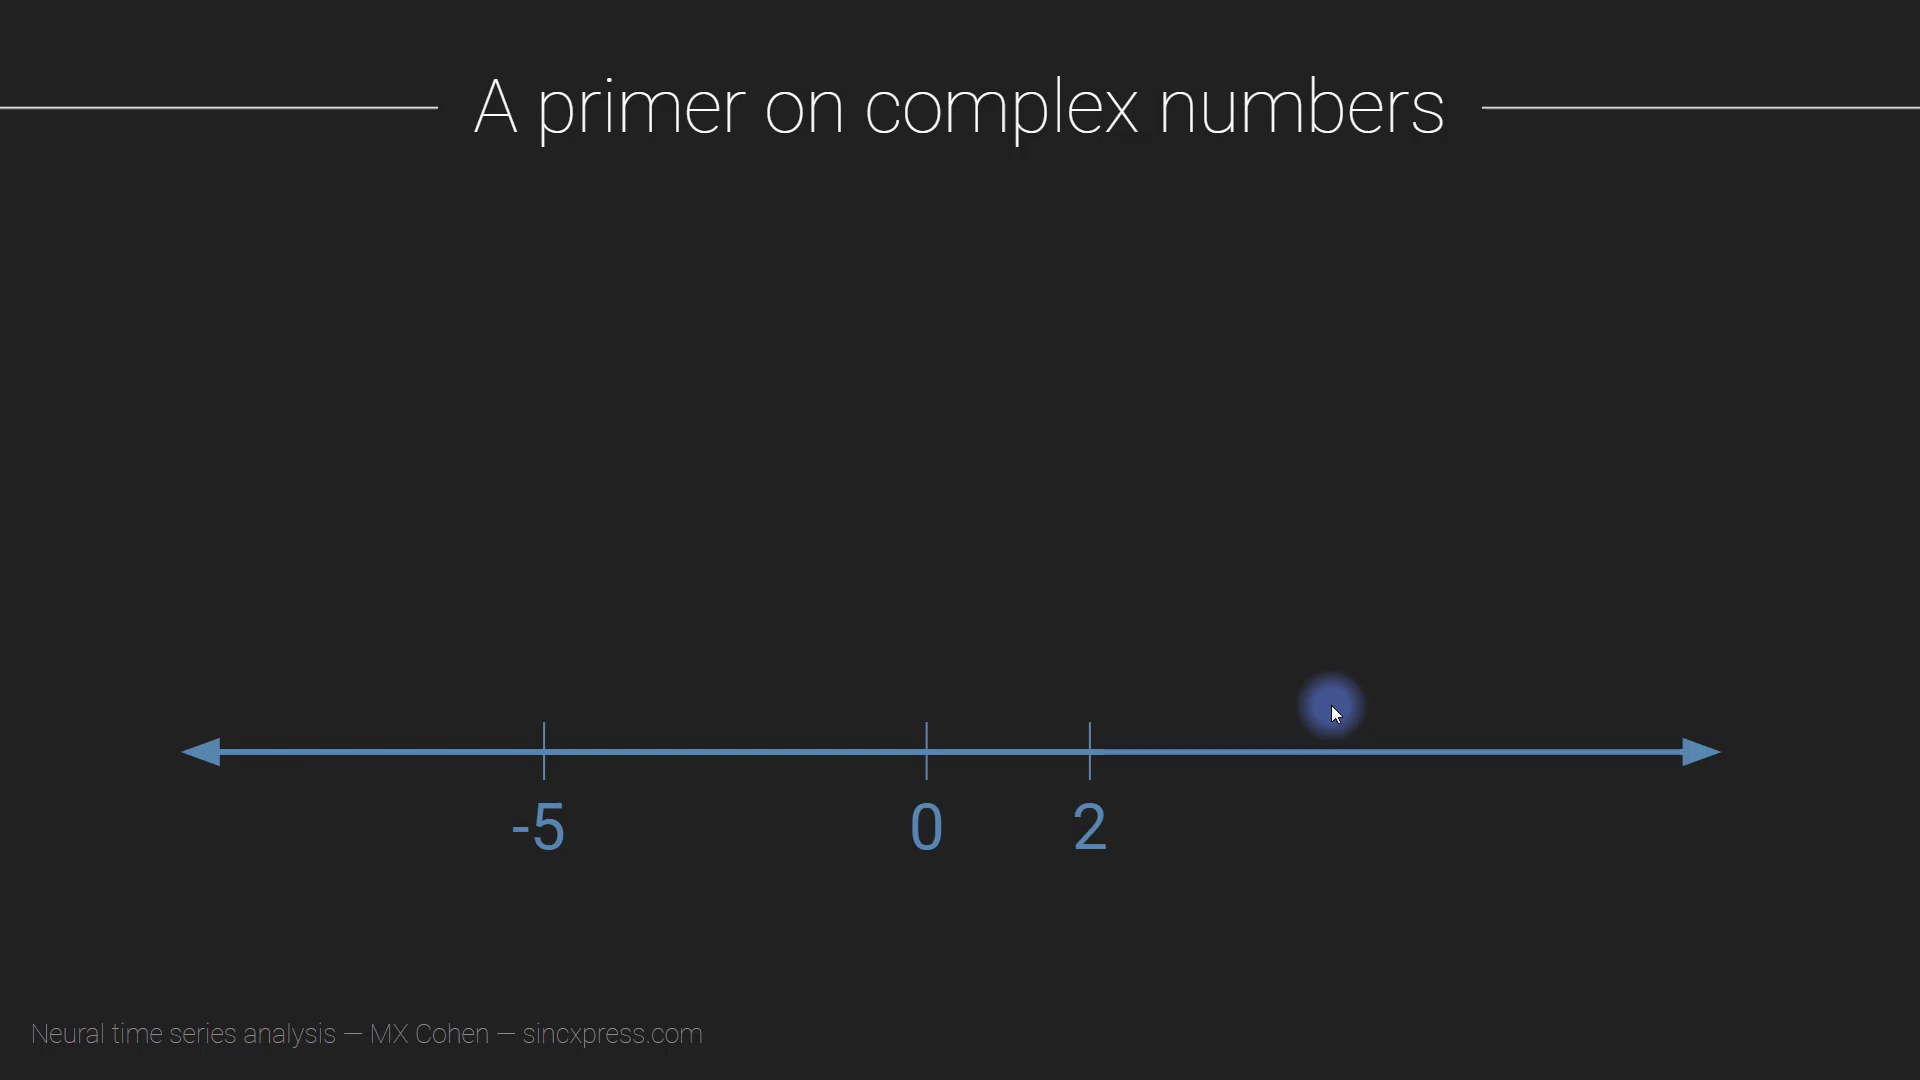 A primer on complex numbers
-5 0 2
Neural time series analysis — MX Cohen — sincxpress.com